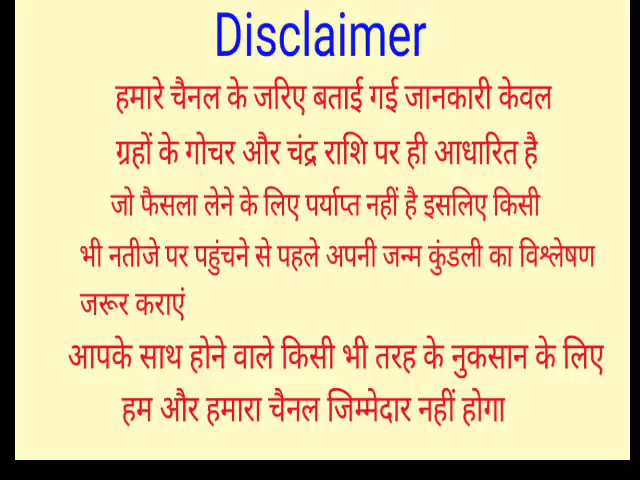 Disclaimer
हमारे चैनल के जरिए बताई गई जानकारी केवल
ग्रहों के गोचर और चंद्र राशि पर ही आधारित है
जो फैसला लेने के लिए पर्याप्त नहीं है इसलिए किसी
भी नतीजे पर पहुंचने से पहले अपनी जन्म कुंडली का विश्लेषण
जरूर कराएं
आपके साथ होने वाले किसी भी तरह के नुकसान के लिए
हम और हमारा चैनल जिम्मेदार नहीं होगा